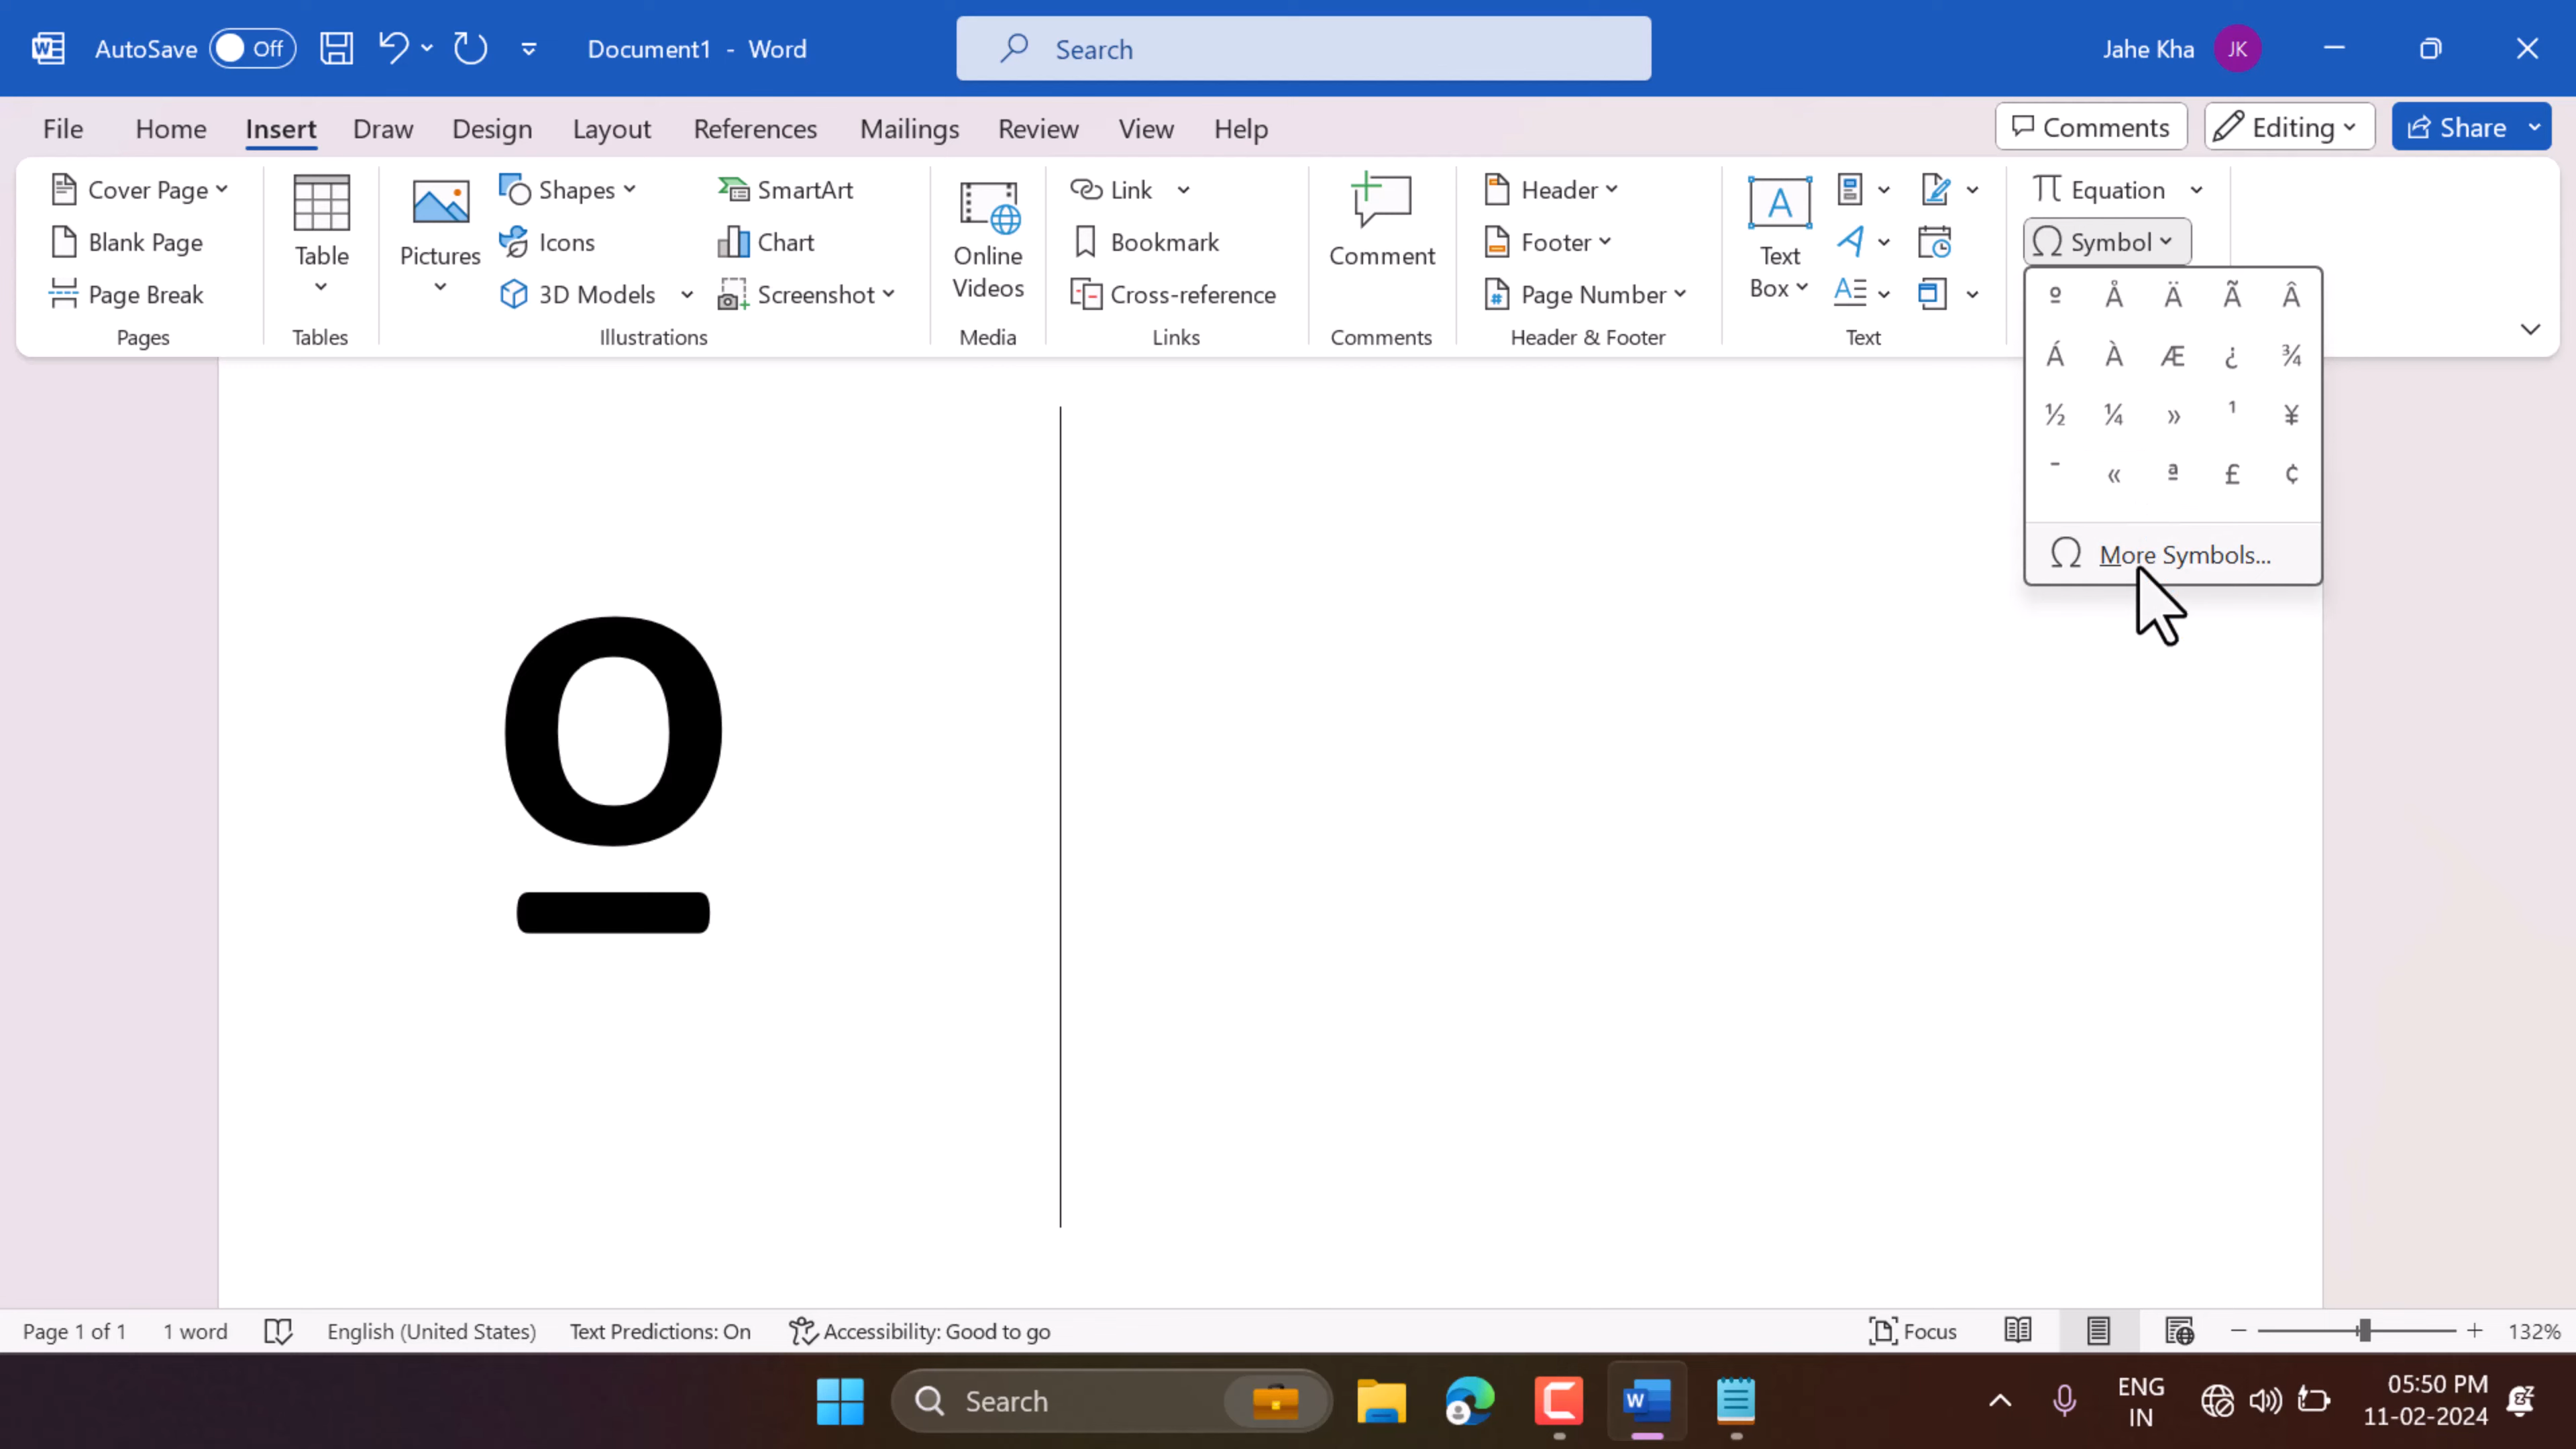 AutoSave Off Document1 - Word Search Jahe Kha JK
File Home Insert Draw Design Layout References Mailings Review View Help Comments Editing Share
Cover Page
Blank Page
Page Break
Pages
Table
Tables
Pictures
Shapes
Icons
3D Models
SmartArt
Chart
Screenshot
Illustrations
Online
Videos
Media
Link
Bookmark
Cross-reference
Links
Comment
Comments
Header
Footer
Page Number
Header & Footer
Text
Box
Text
π Equation
Ω Symbol
º Å Ä Ã Â
Á À Æ ¿ ¾
½ ¼ » ¹ ¥
¯ « ª £ ¢
Ω More Symbols...
º
Page 1 of 1 1 word English (United States) Text Predictions: On Accessibility: Good to go Focus 132%
Search
ENG
IN
05:50 PM
11-02-2024